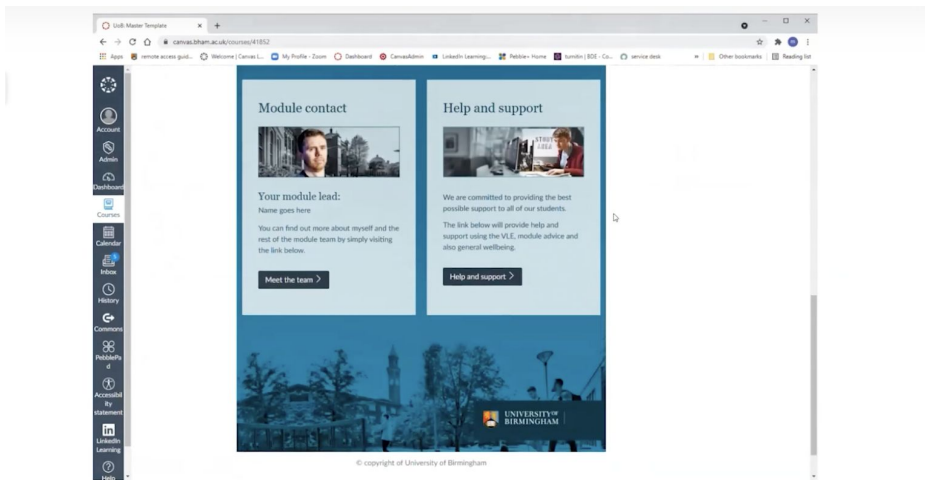 UoB: Master Template
canvas.bham.ac.uk/courses/41852
Apps remote access guid... Welcome | Canvas L... My Profile - Zoom Dashboard CanvasAdmin LinkedIn Learning:... Pebble+ Home turnitin | BDE - Co... service desk » Other bookmarks Reading list
Account
Admin
Dashboard
Courses
Calendar
5
Inbox
History
Commons
PebblePa
d
Accessibil
ity
statement
LinkedIn
Learning
Help
Module contact
Your module lead:
Name goes here
You can find out more about myself and the
rest of the module team by simply visiting
the link below.
Meet the team >
Help and support
We are committed to providing the best
possible support to all of our students.
The link below will provide help and
support using the VLE, module advice and
also general wellbeing.
Help and support >
UNIVERSITY OF
BIRMINGHAM
© copyright of University of Birmingham